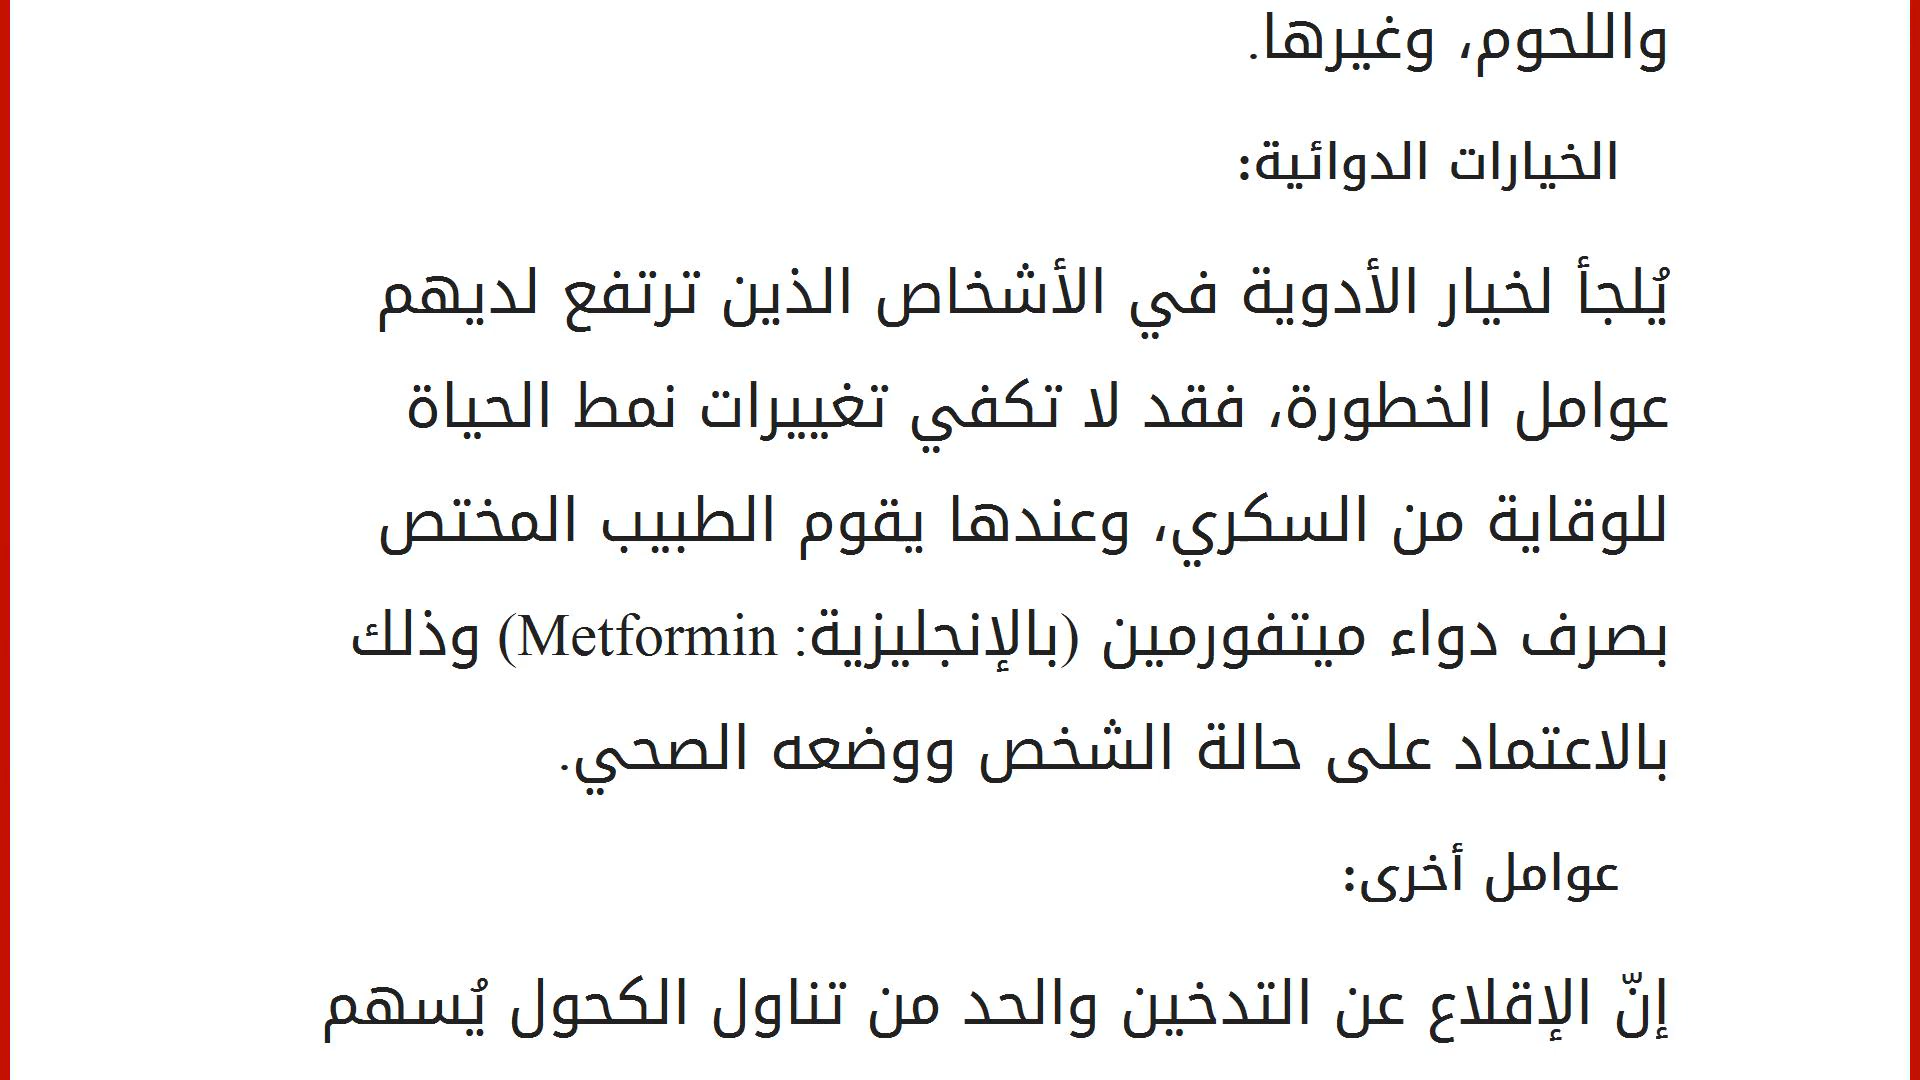 واللحوم، وغيرها.
الخيارات الدوائية:
يُلجأ لخيار الأدوية في الأشخاص الذين ترتفع لديهم
عوامل الخطورة، فقد لا تكفي تغييرات نمط الحياة
للوقاية من السكري، وعندها يقوم الطبيب المختص
بصرف دواء ميتفورمين (بالإنجليزية: Metformin) وذلك
بالاعتماد على حالة الشخص ووضعه الصحي.
عوامل أخرى:
إنّ الإقلاع عن التدخين والحد من تناول الكحول يُسهم